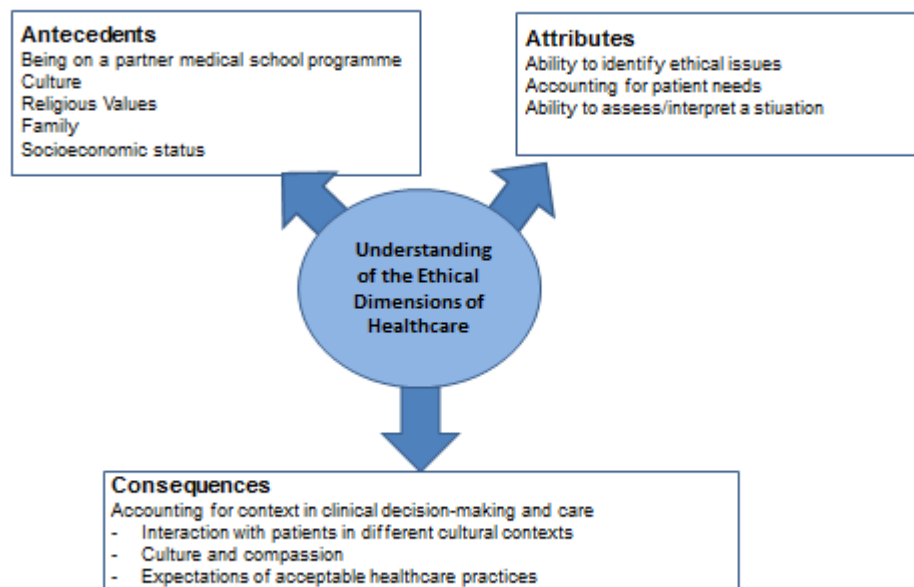 Antecedents
Being on a partner medical school programme
Culture
Religious Values
Family
Socioeconomic status
Attributes
Ability to identify ethical issues
Accounting for patient needs
Ability to assess/interpret a stiuation
Understanding
of the Ethical
Dimensions of
Healthcare
Consequences
Accounting for context in clinical decision-making and care
- Interaction with patients in different cultural contexts
- Culture and compassion
- Expectations of acceptable healthcare practices